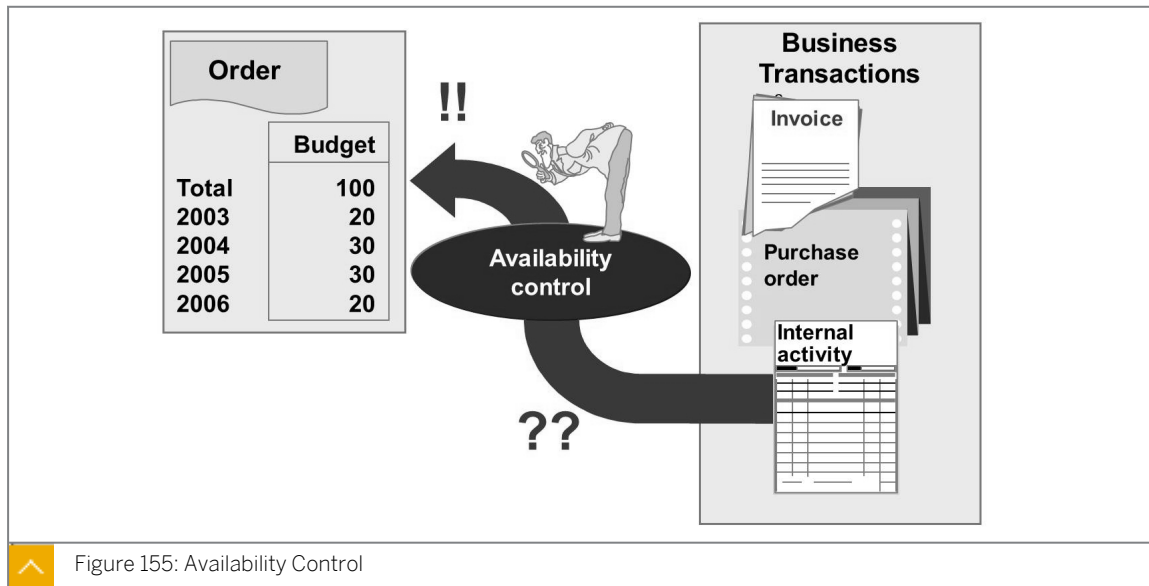 Order
Budget
Total 100
2003 20
2004 30
2005 30
2006 20
!!
Availability
control
??
Business
Transactions
Invoice
Purchase
order
Internal
activity
Figure 155: Availability Control